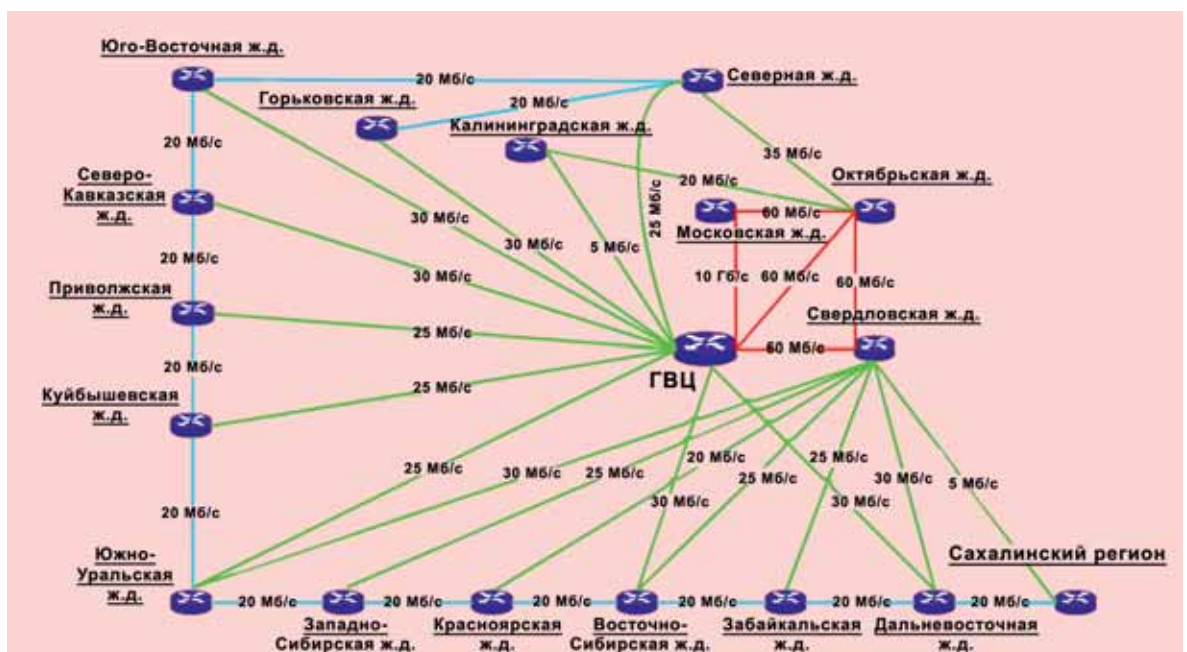 Юго-Восточная ж.д.
20 Мб/с
Северная ж.д.
Горьковская ж.д.
20 Мб/с
Калининградская ж.д.
20 Мб/с
35 Мб/с
Северо-
Кавказская
ж.д.
20 Мб/с
Октябрьская ж.д.
30 Мб/с
30 Мб/с
5 Мб/с
25 Мб/с
60 Мб/с
Московская ж.д.
20 Мб/с
30 Мб/с
10 Гб/с
60 Мб/с
60 Мб/с
Приволжская
ж.д.
25 Мб/с
Свердловская ж.д.
60 Мб/с
20 Мб/с
ГВЦ
Куйбышевская
ж.д.
25 Мб/с
25 Мб/с
30 Мб/с
25 Мб/с
20 Мб/с
25 Мб/с
25 Мб/с
30 Мб/с
5 Мб/с
30 Мб/с
30 Мб/с
20 Мб/с
Южно-
Уральская
ж.д.
Сахалинский регион
20 Мб/с
20 Мб/с
20 Мб/с
20 Мб/с
20 Мб/с
20 Мб/с
Западно-
Сибирская ж.д.
Красноярская
ж.д.
Восточно-
Сибирская ж.д.
Забайкальская
ж.д.
Дальневосточная
ж.д.